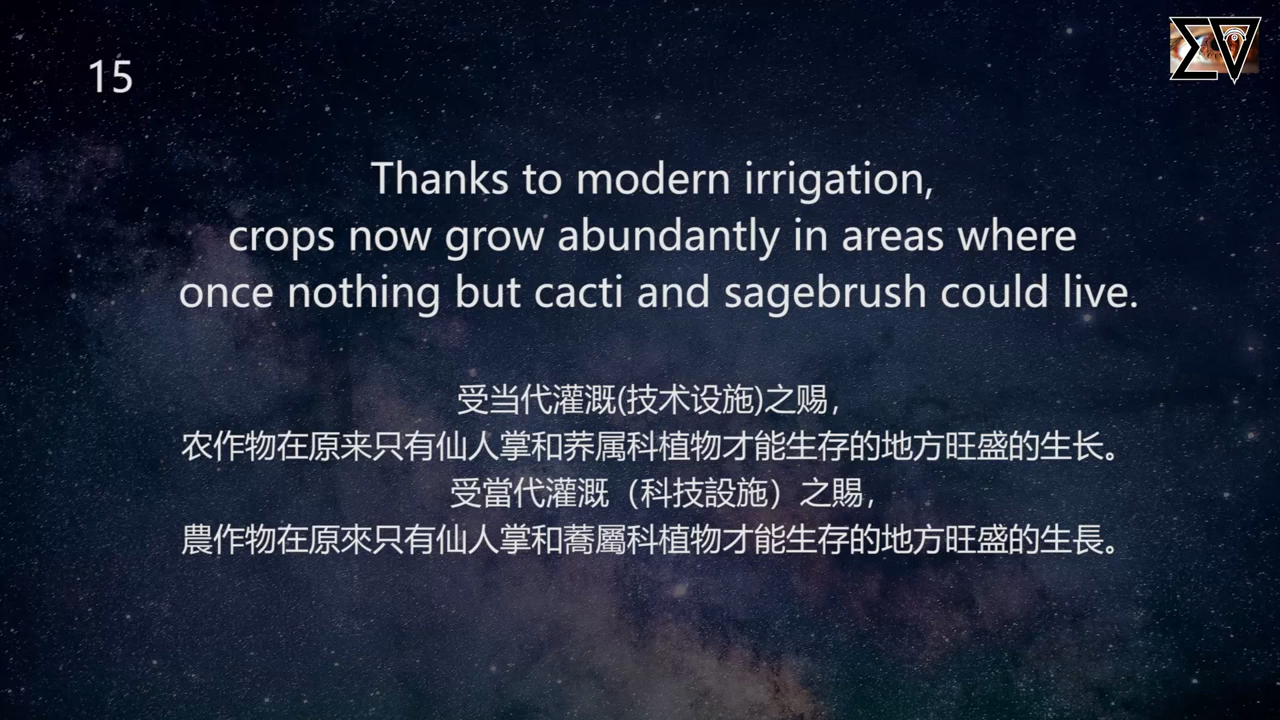 15
Thanks to modern irrigation,
crops now grow abundantly in areas where
once nothing but cacti and sagebrush could live.
受当代灌溉(技术设施)之赐，
农作物在原来只有仙人掌和荞属科植物才能生存的地方旺盛的生长。
受當代灌溉（科技設施）之賜，
農作物在原來只有仙人掌和蕎屬科植物才能生存的地方旺盛的生長。